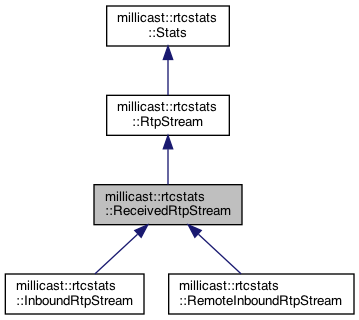 millicast::rtcstats
::Stats
millicast::rtcstats
::RtpStream
millicast::rtcstats
::ReceivedRtpStream
millicast::rtcstats
::InboundRtpStream
millicast::rtcstats
::RemoteInboundRtpStream